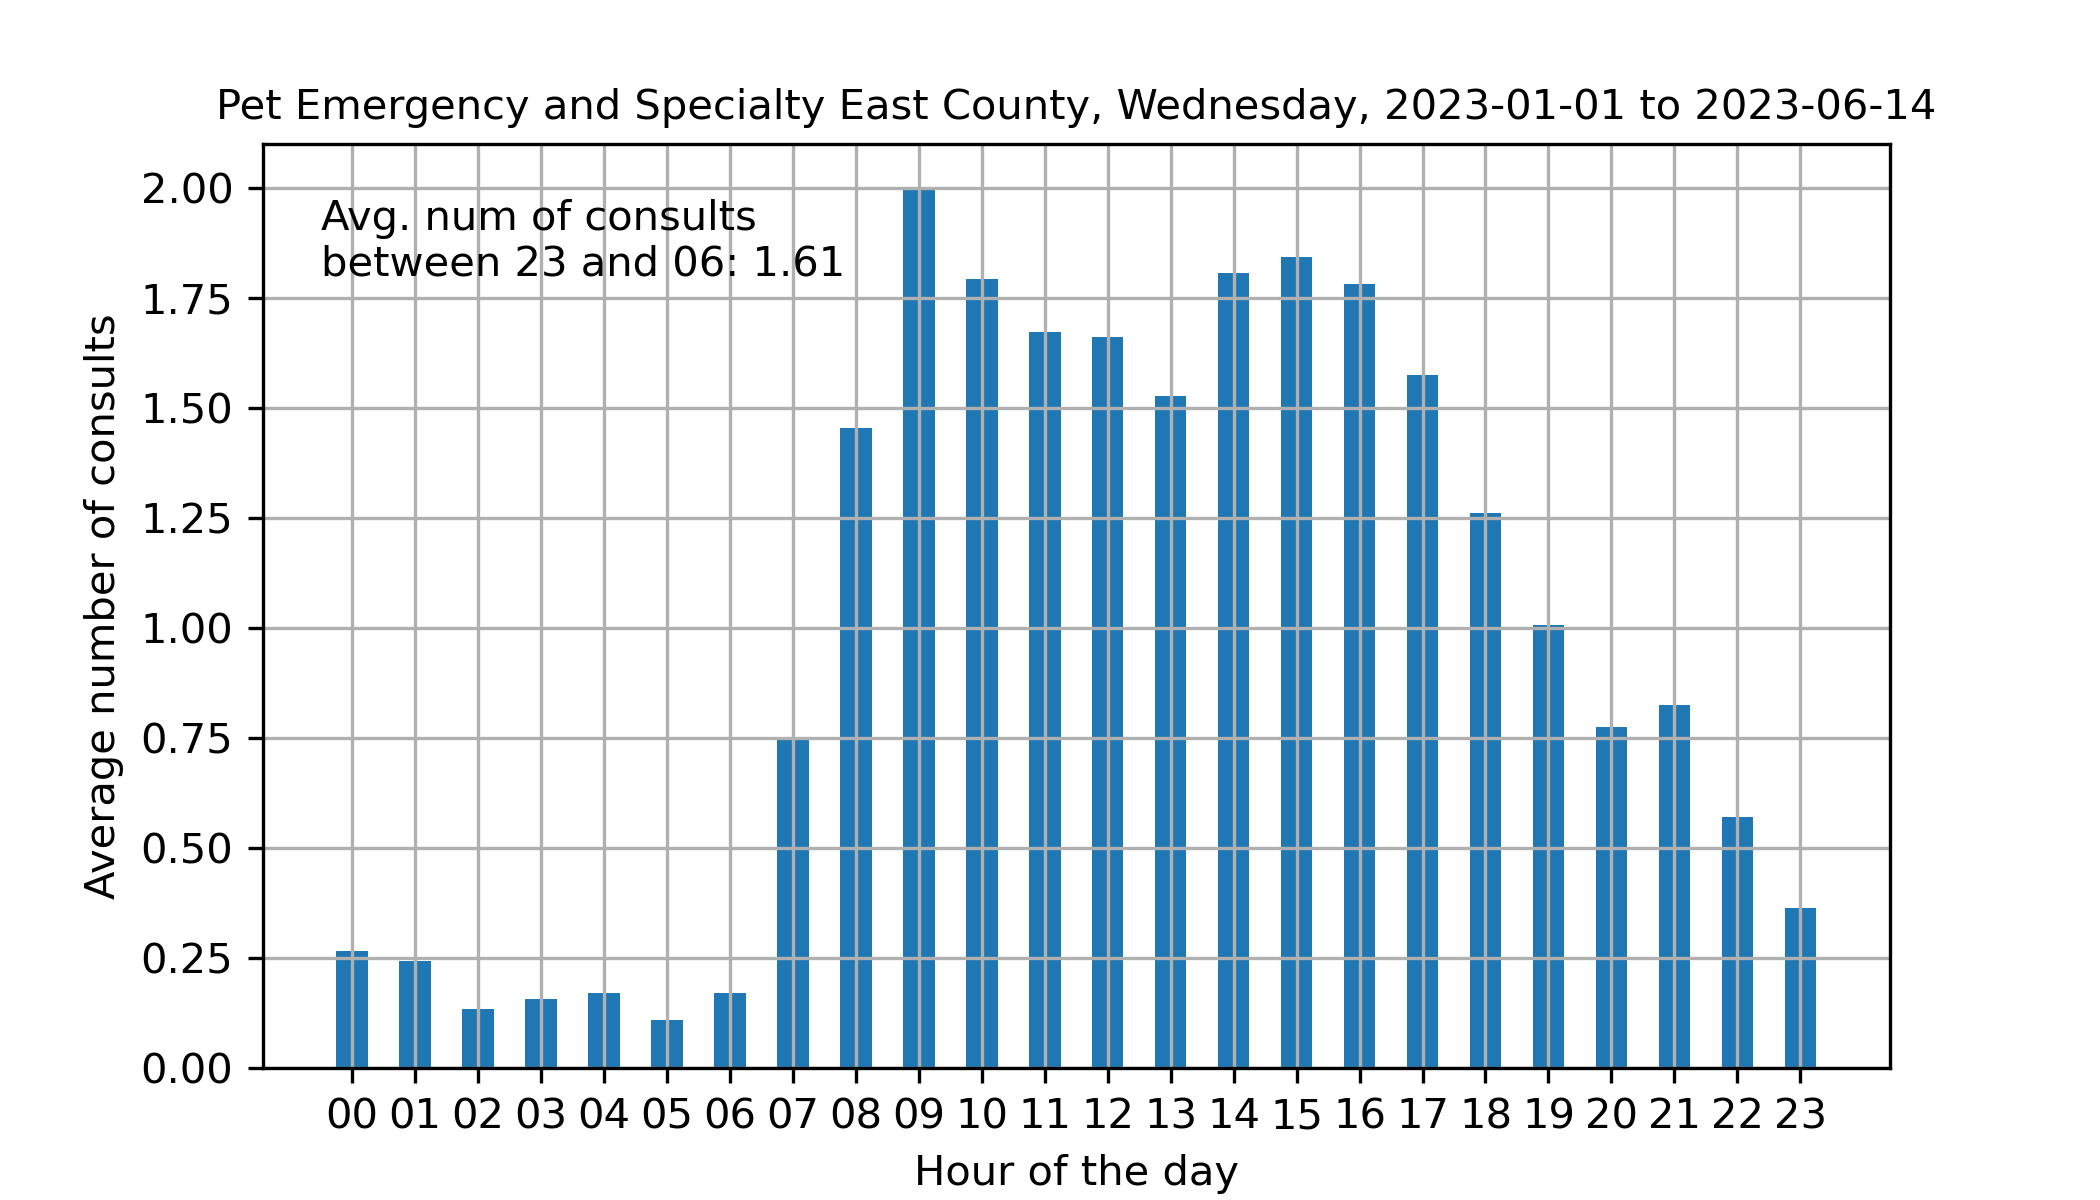 Pet Emergency and Specialty East County, Wednesday, 2023-01-01 to 2023-06-14
Avg. num of consults
between 23 and 06: 1.61
Average number of consults
2.00
1.75
1.50
1.25
1.00
0.75
0.50
0.25
0.00
00 01 02 03 04 05 06 07 08 09 10 11 12 13 14 15 16 17 18 19 20 21 22 23
Hour of the day